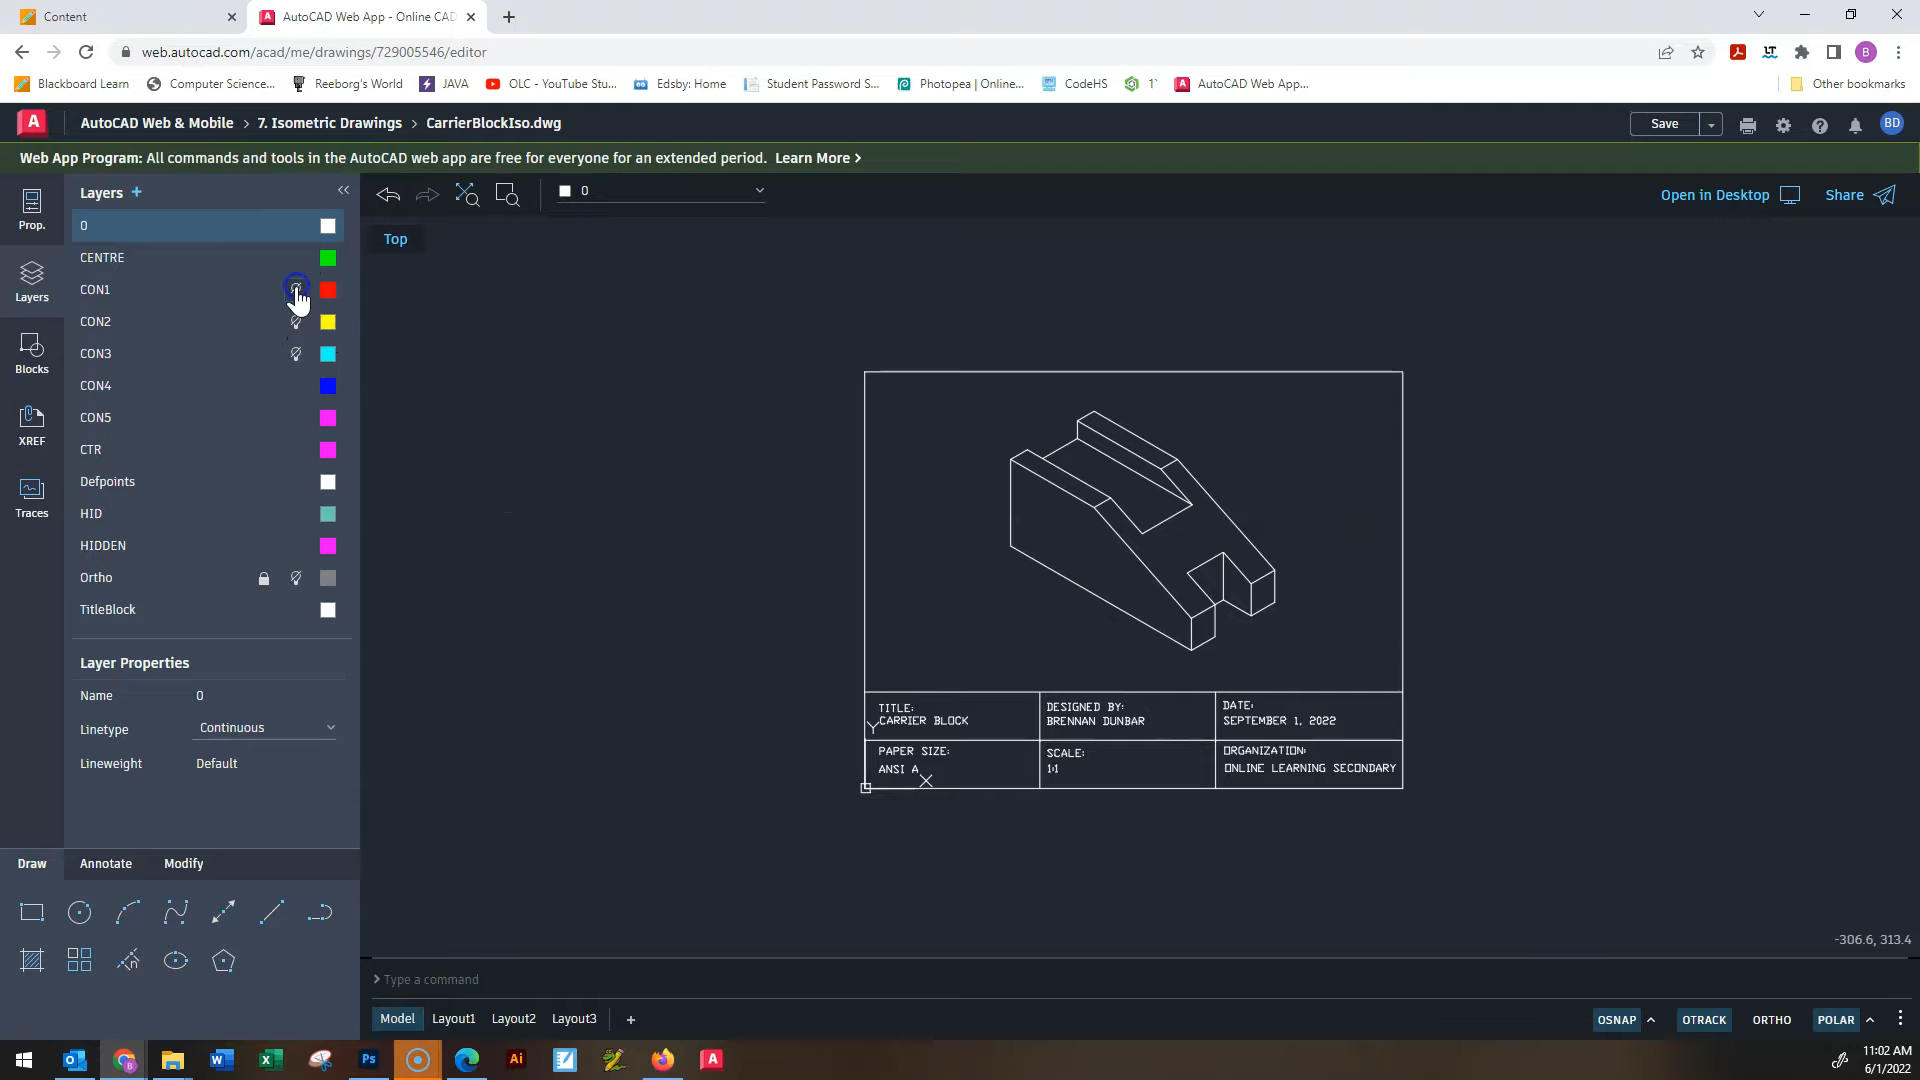 Content
AutoCAD Web App - Online CAD
web.autocad.com/acad/me/drawings/729005546/editor
Blackboard Learn
Computer Science...
Reeborg's World
JAVA
OLC - YouTube Stu...
Edsby: Home
Student Password S...
Photopea | Online...
CodeHS
1`
AutoCAD Web App...
Other bookmarks
AutoCAD Web & Mobile > 7. Isometric Drawings > CarrierBlockIso.dwg
Save
BD
Web App Program: All commands and tools in the AutoCAD web app are free for everyone for an extended period. Learn More >
Prop.
Layers
Blocks
XREF
Traces
Layers +
0
CENTRE
CON1
CON2
CON3
CON4
CON5
CTR
Defpoints
HID
HIDDEN
Ortho
TitleBlock
Layer Properties
Name 0
Linetype Continuous
Lineweight Default
0
Open in Desktop
Share
Top
TITLE:
CARRIER BLOCK
DESIGNED BY:
BRENNAN DUNBAR
DATE:
SEPTEMBER 1, 2022
PAPER SIZE:
ANSI A
SCALE:
1:1
ORGANIZATION:
ONLINE LEARNING SECONDARY
Y
X
-306.6, 313.4
Draw Annotate Modify
Type a command
Model Layout1 Layout2 Layout3 +
OSNAP OTRACK ORTHO POLAR
11:02 AM
6/1/2022